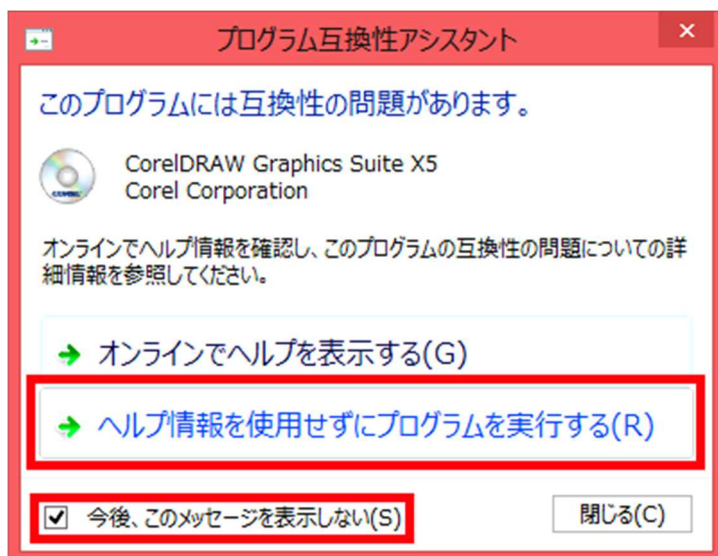 プログラム互換性アシスタント
このプログラムには互換性の問題があります。
CorelDRAW Graphics Suite X5
Corel Corporation
オンラインでヘルプ情報を確認し、このプログラムの互換性の問題についての詳
細情報を参照してください。
オンラインでヘルプを表示する(G)
ヘルプ情報を使用せずにプログラムを実行する(R)
今後、このメッセージを表示しない(S)
閉じる(C)